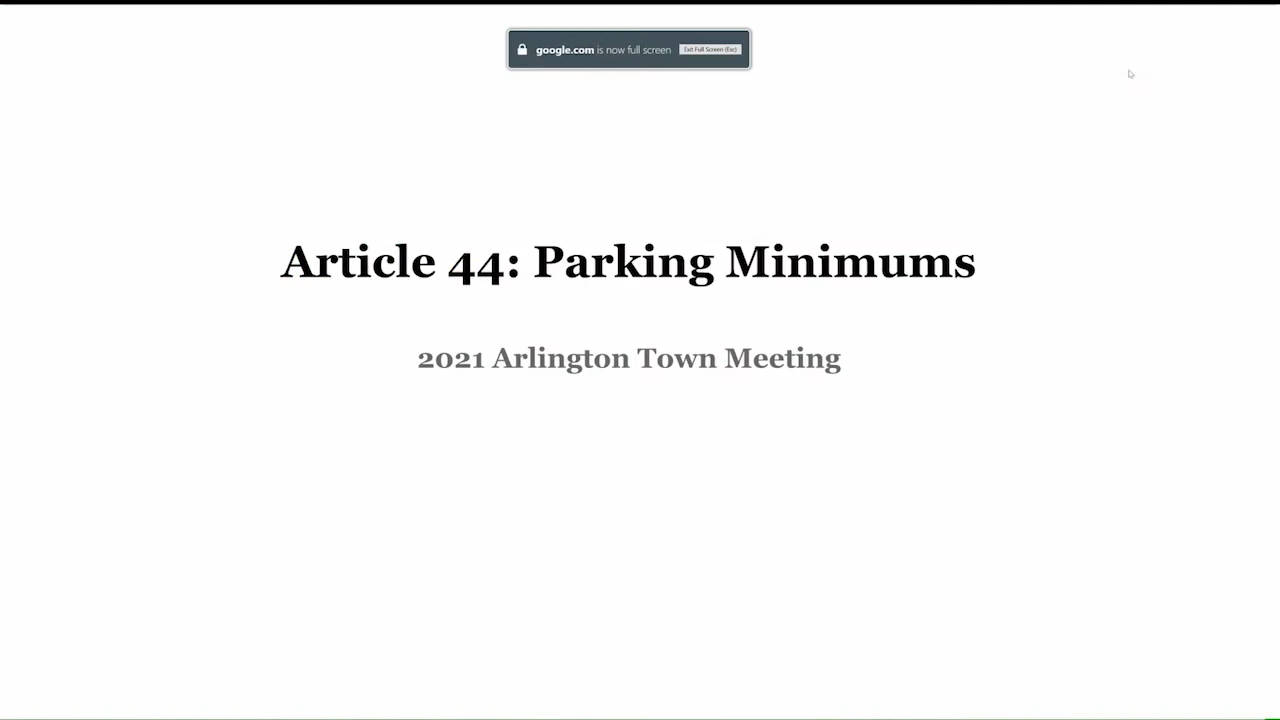 google.com is now full screen Exit Full Screen (Esc)
Article 44: Parking Minimums
2021 Arlington Town Meeting